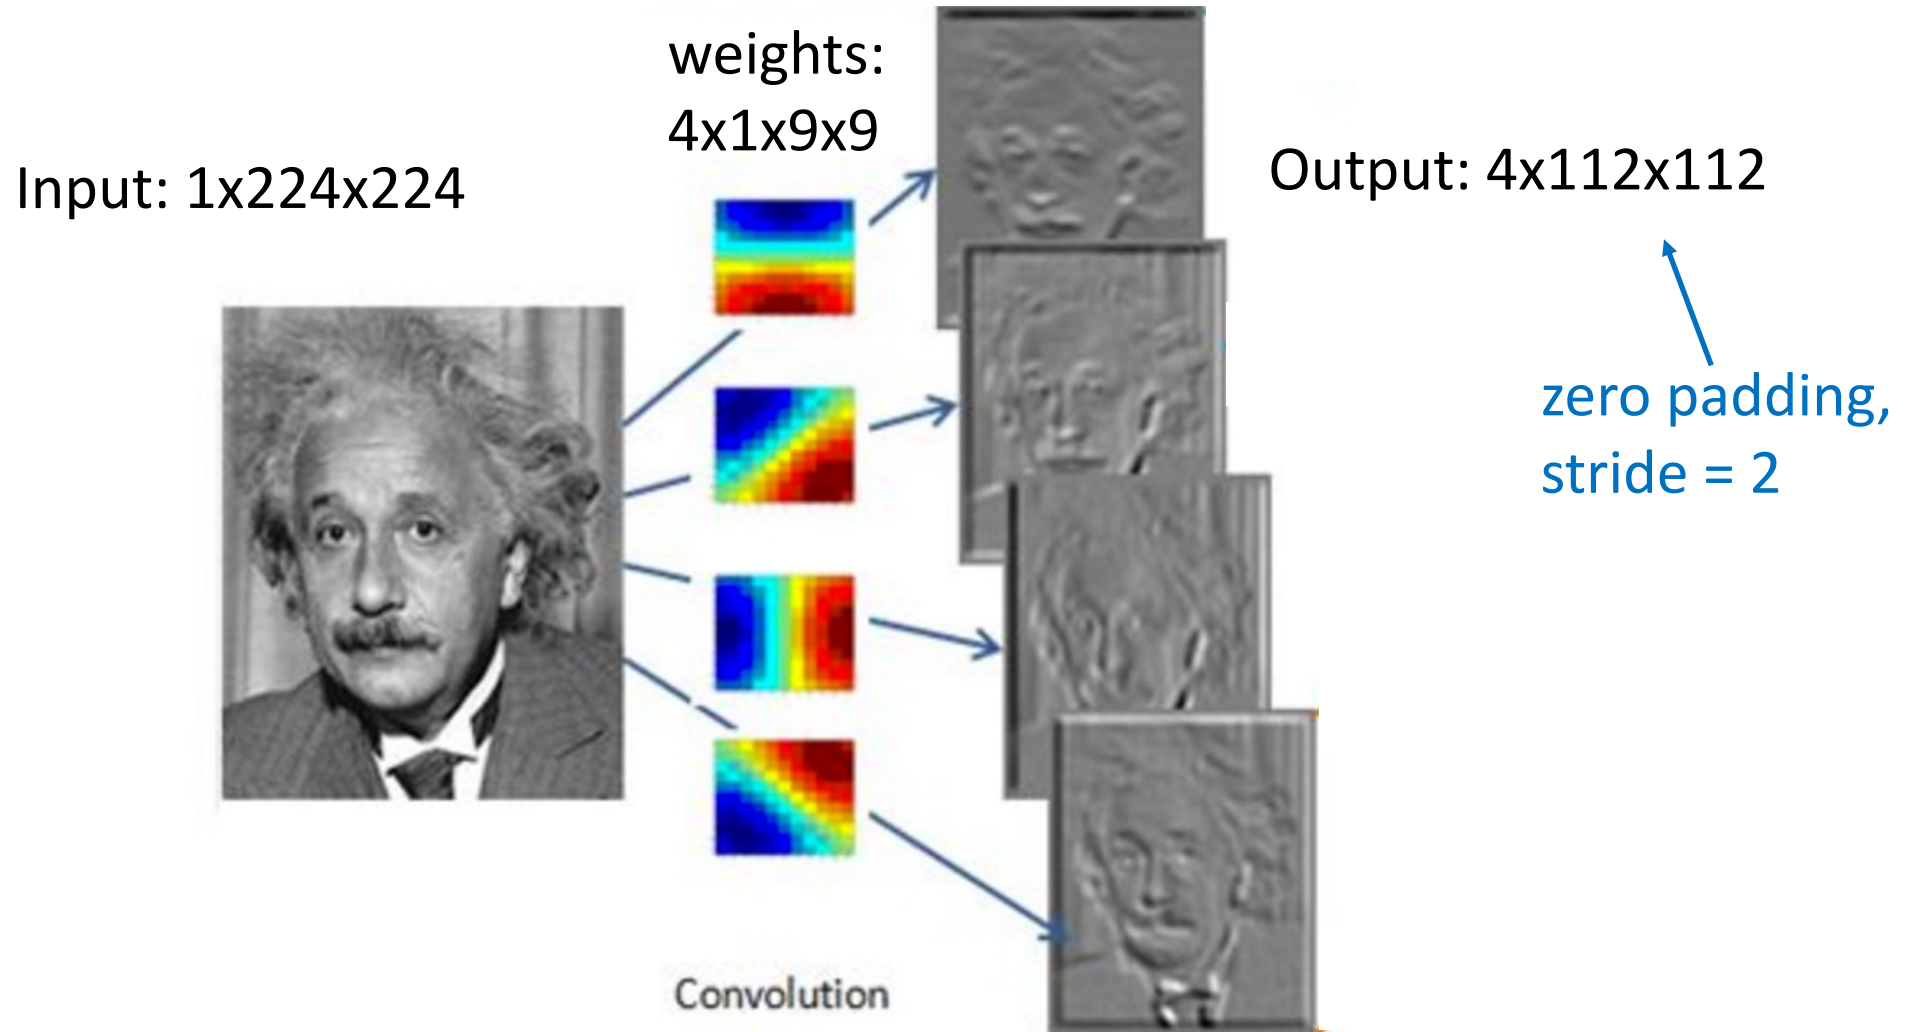 weights:
4x1x9x9
Input: 1x224x224
Output: 4x112x112
zero padding,
stride = 2
Convolution